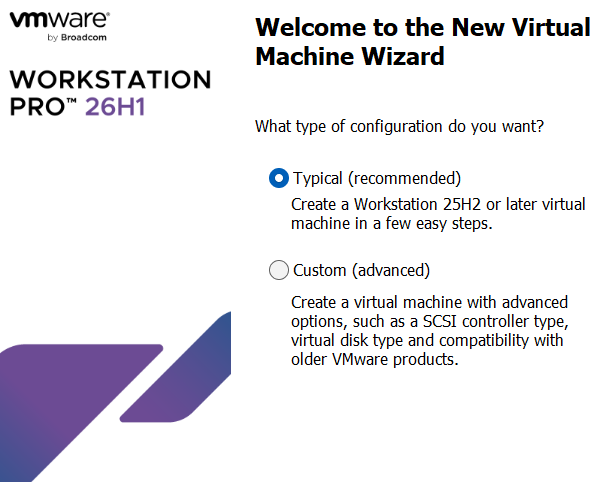 vmware®
by Broadcom
WORKSTATION
PRO™ 26H1
Welcome to the New Virtual
Machine Wizard
What type of configuration do you want?
Typical (recommended)
Create a Workstation 25H2 or later virtual
machine in a few easy steps.
Custom (advanced)
Create a virtual machine with advanced
options, such as a SCSI controller type,
virtual disk type and compatibility with
older VMware products.